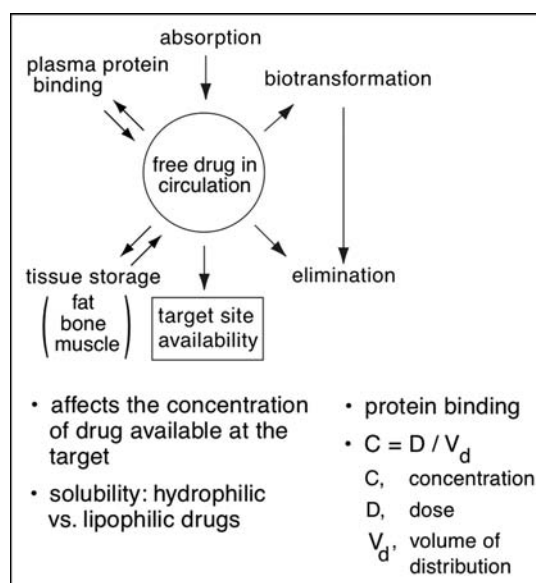 absorption
plasma protein
binding
biotransformation
free drug in
circulation
tissue storage
fat
bone
muscle
target site
availability
elimination
• affects the concentration
of drug available at the
target
• solubility: hydrophilic
vs. lipophilic drugs
• protein binding
• C = D / Vd
C, concentration
D, dose
Vd, volume of
distribution